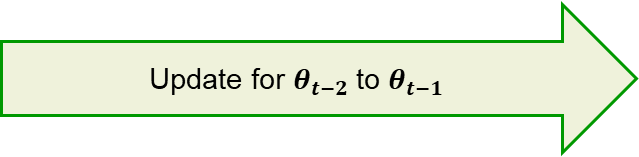 Update for θₜ₋₂ to θₜ₋₁